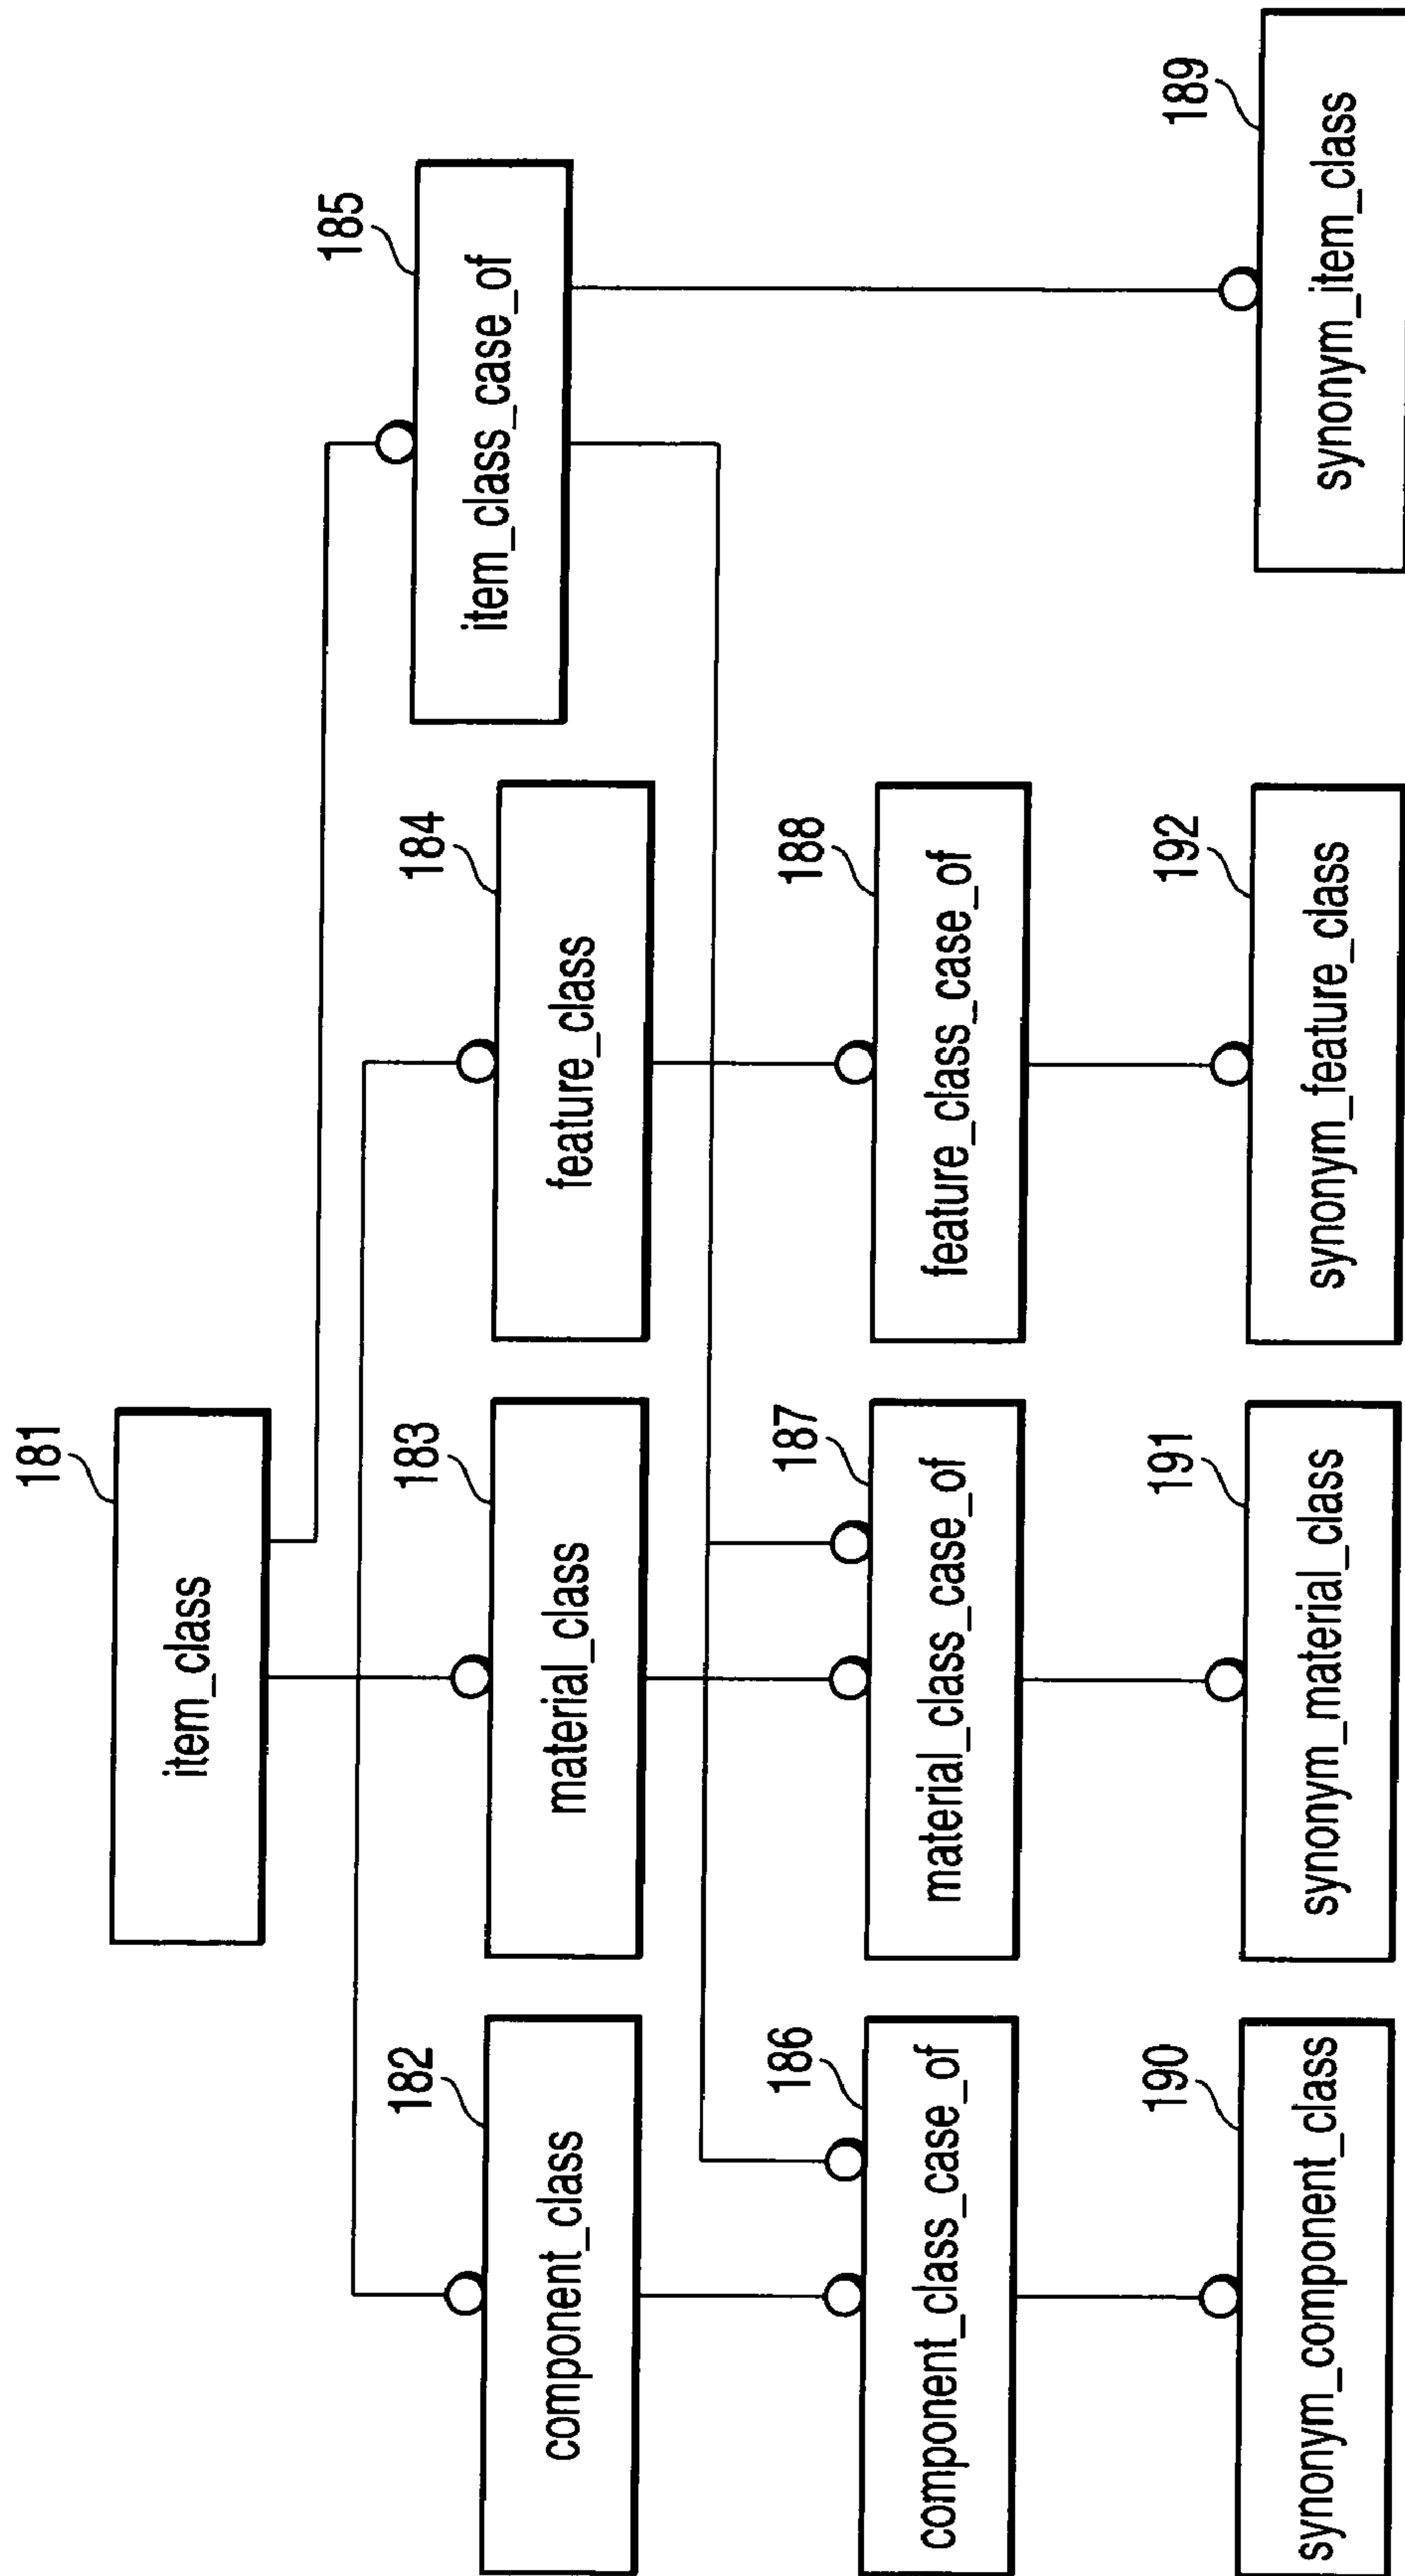 181
item_class
182
component_class
183
material_class
184
feature_class
185
item_class_case_of
186
component_class_case_of
187
material_class_case_of
188
feature_class_case_of
190
synonym_component_class
191
synonym_material_class
192
synonym_feature_class
189
synonym_item_class